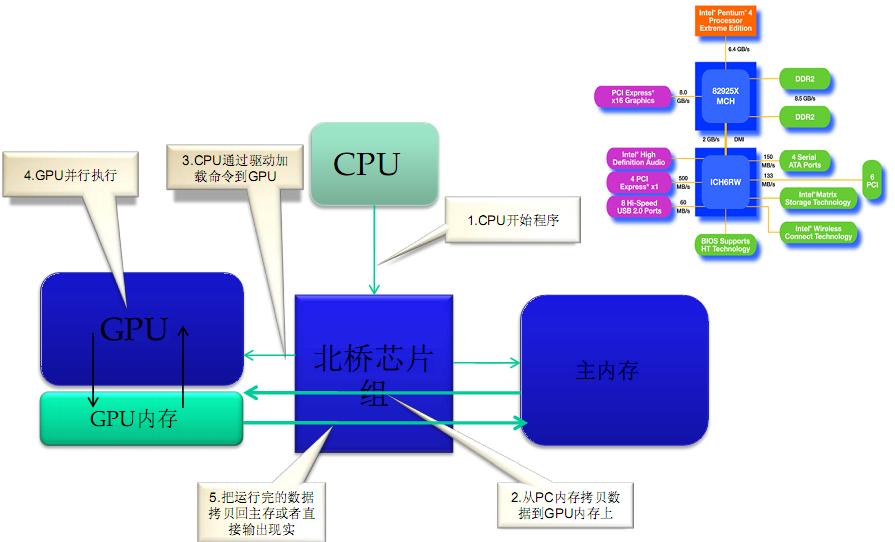 Intel® Pentium® 4
Processor
Extreme Edition
6.4 GB/s
82925X
MCH
PCI Express*
x16 Graphics
8.0
GB/s
DDR2
8.5 GB/s
DDR2
2 GB/s
DMI
Intel® High
Definition Audio
4 PCI
Express* x1
500
MB/s
8 Hi-Speed
USB 2.0 Ports
60
MB/s
ICH6RW
150
MB/s
4 Serial
ATA Ports
133
MB/s
6
PCI
Intel®Matrix
Storage Technology
Intel® Wireless
Connect Technology
BIOS Supports
HT Technology
4.GPU并行执行
3.CPU通过驱动加
载命令到GPU
CPU
1.CPU开始程序
GPU
北桥芯片
组
主内存
GPU内存
5.把运行完的数据
拷贝回主存或者直
接输出现实
2.从PC内存拷贝数
据到GPU内存上